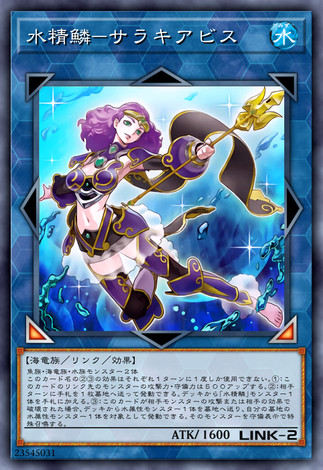 水精鱗−サラキアビス
水
【海竜族／リンク／効果】
魚族・海竜族・水族モンスター２体
このカード名の②③の効果はそれぞれ１ターンに１度しか使用できない。①：こ
のカードのリンク先のモンスターの攻撃力・守備力は５００アップする。②：相手
ターンに手札を１枚墓地へ送って発動できる。デッキから「水精鱗」モンスター１
体を手札に加える。③：このカードが相手モンスターの攻撃または相手の効果で
破壊された場合、デッキから水属性モンスター１体を墓地へ送り、自分の墓地の
水属性モンスター１体を対象として発動できる。そのモンスターを守備表示で特
殊召喚する。
ATK/ 1600 LINK−2
23545031